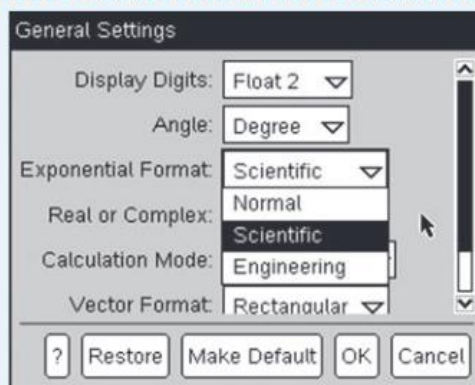 General Settings
Display Digits: Float 2
Angle: Degree
Exponential Format: Scientific
Normal
Real or Complex:
Scientific
Calculation Mode:
Engineering
Vector Format: Rectangular
? Restore Make Default OK Cancel